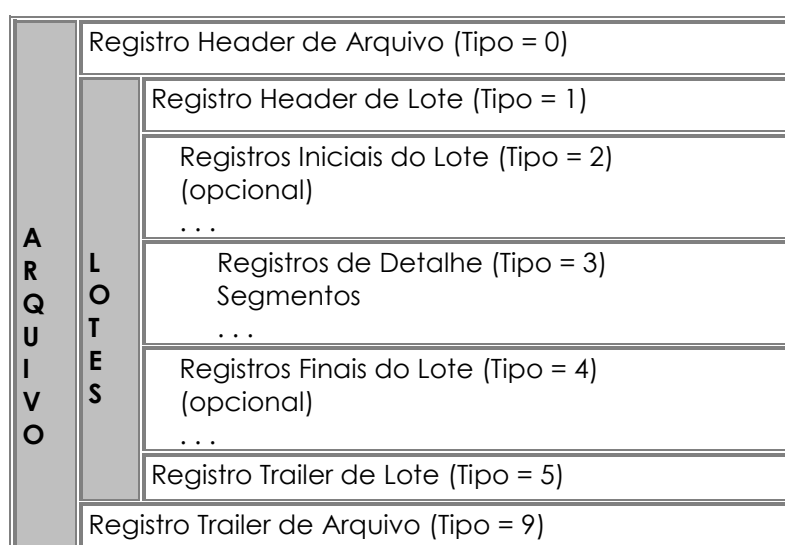 Registro Header de Arquivo (Tipo = 0)
Registro Header de Lote (Tipo = 1)
Registros Iniciais do Lote (Tipo = 2)
(opcional)
. . .
Registros de Detalhe (Tipo = 3)
Segmentos
. . .
Registros Finais do Lote (Tipo = 4)
(opcional)
. . .
Registro Trailer de Lote (Tipo = 5)
Registro Trailer de Arquivo (Tipo = 9)
A
R
Q
U
I
V
O
L
O
T
E
S